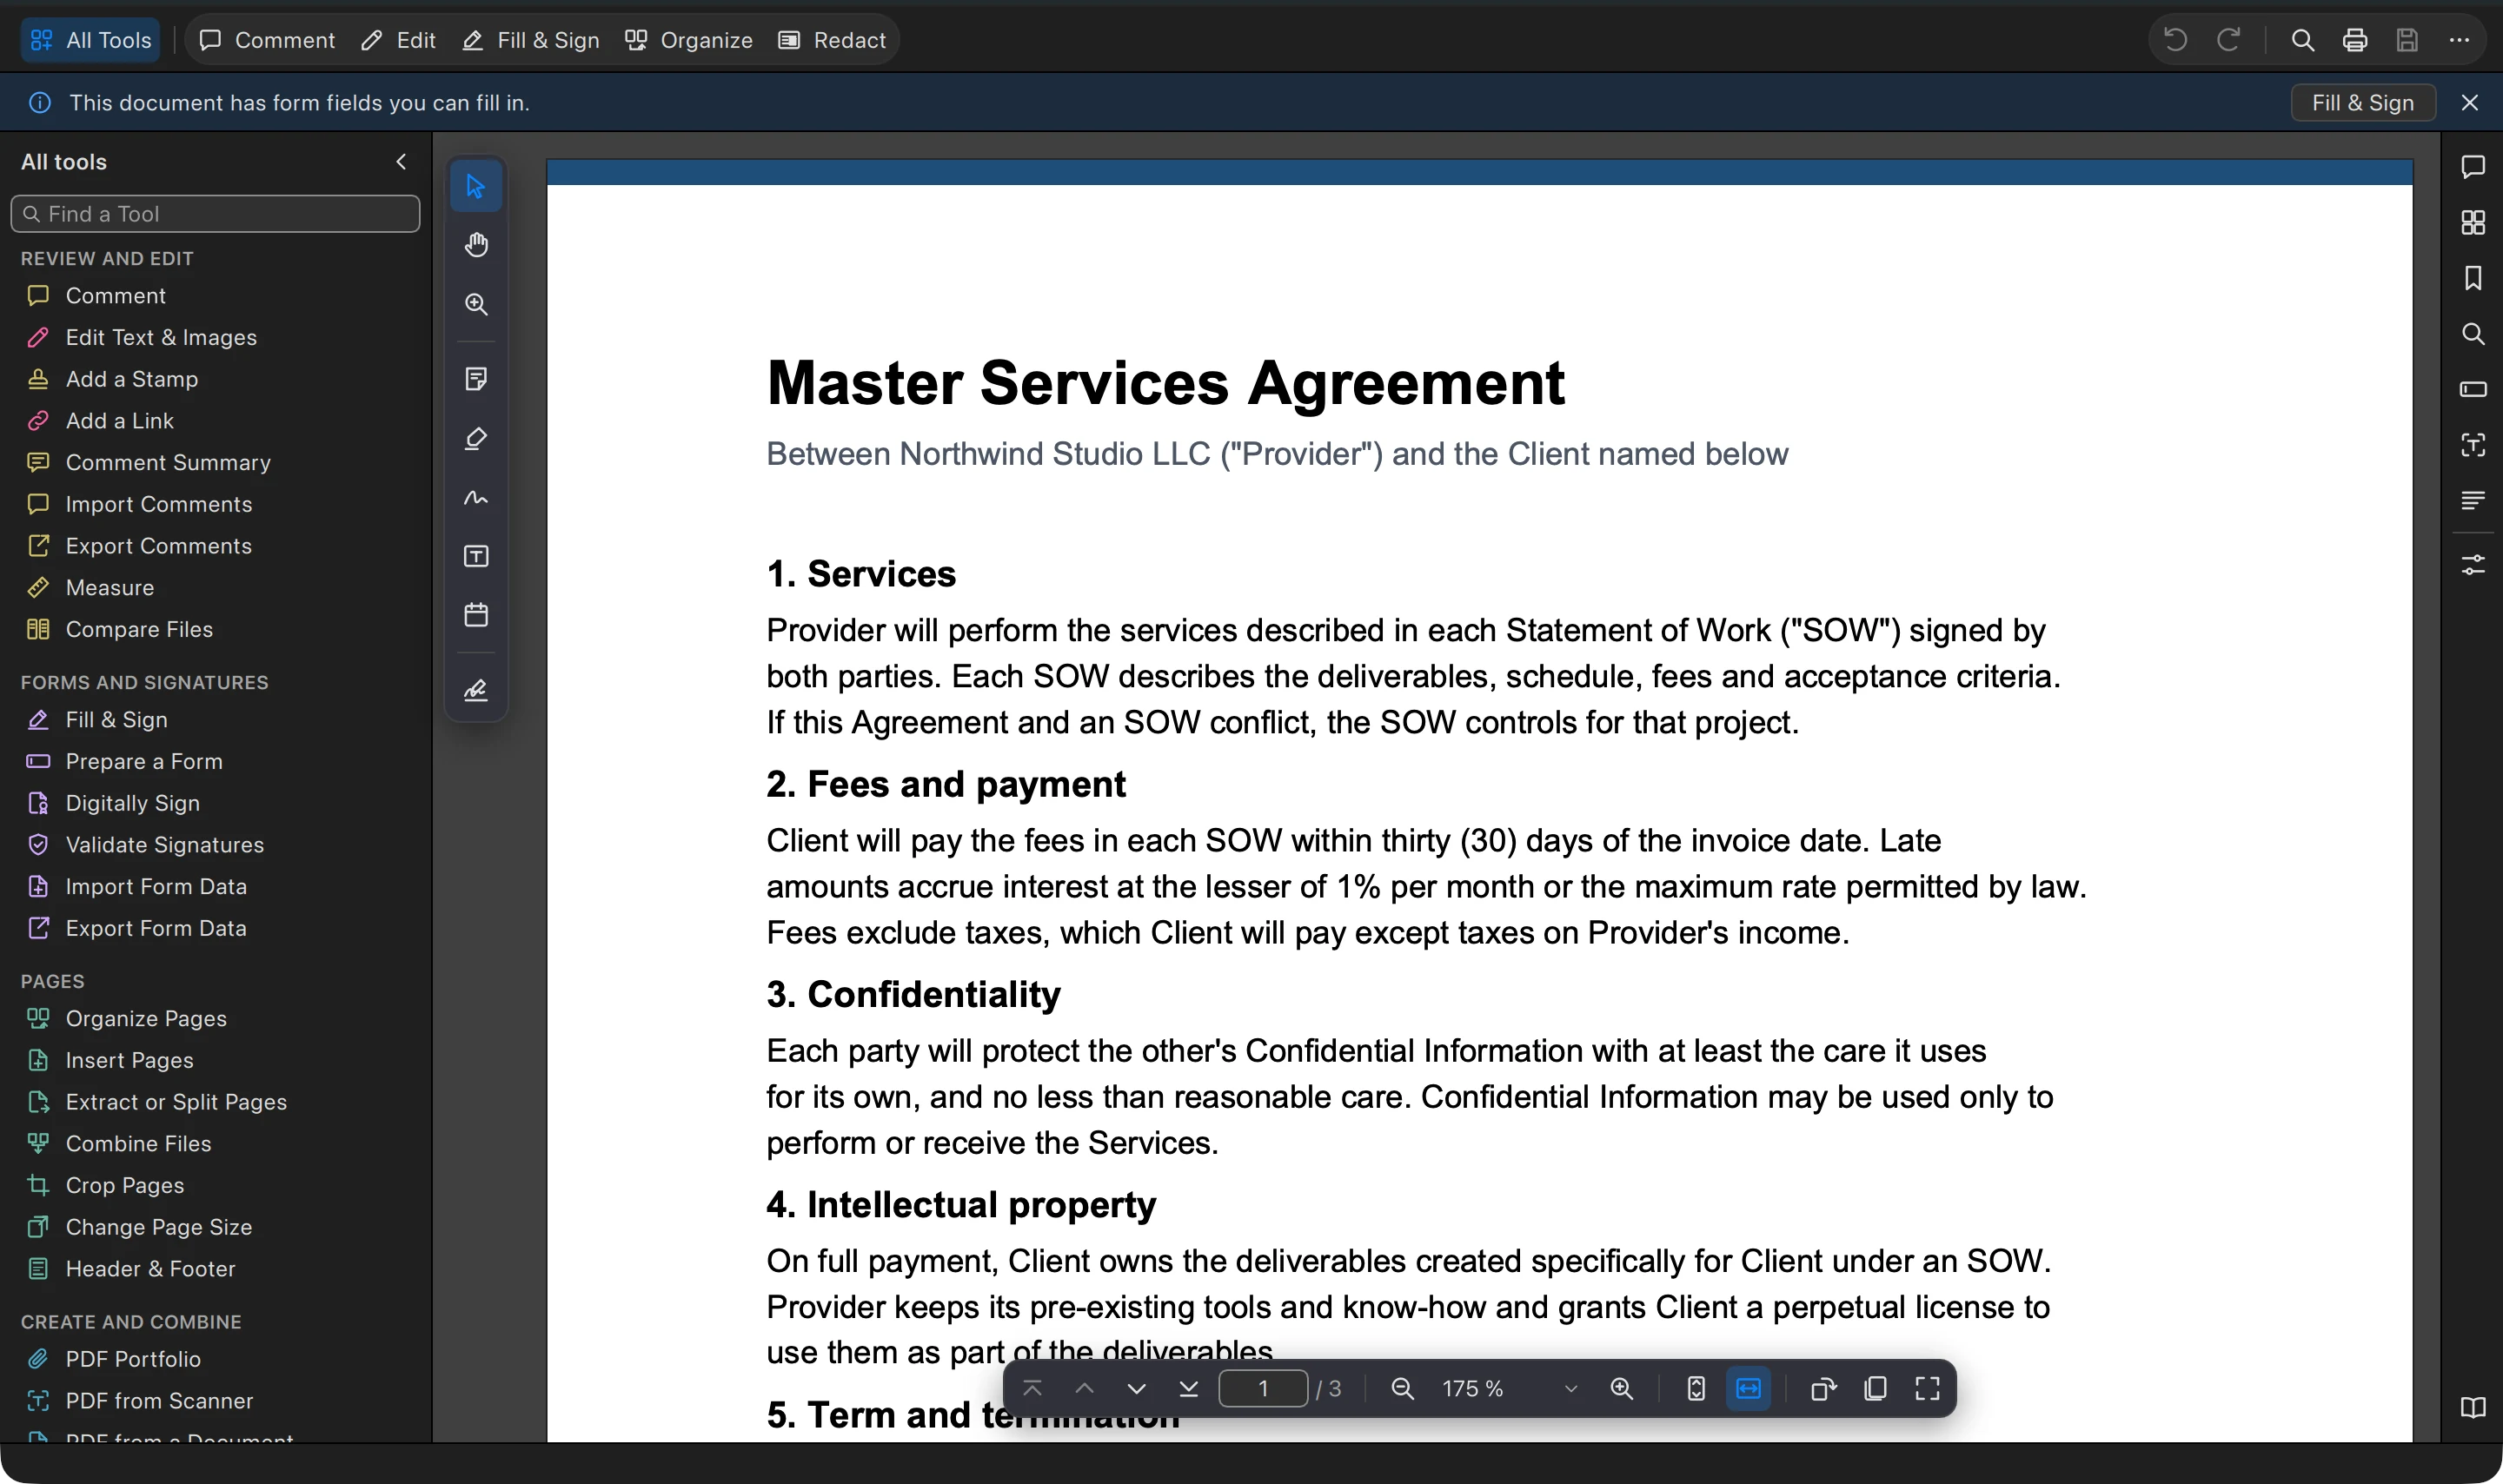 All Tools
Comment
Edit
Fill & Sign
Organize
Redact
This document has form fields you can fill in.
Fill & Sign
All tools
Find a Tool
REVIEW AND EDIT
Comment
Edit Text & Images
Add a Stamp
Add a Link
Comment Summary
Import Comments
Export Comments
Measure
Compare Files
FORMS AND SIGNATURES
Fill & Sign
Prepare a Form
Digitally Sign
Validate Signatures
Import Form Data
Export Form Data
PAGES
Organize Pages
Insert Pages
Extract or Split Pages
Combine Files
Crop Pages
Change Page Size
Header & Footer
CREATE AND COMBINE
PDF Portfolio
PDF from Scanner
PDF from a Document
Master Services Agreement
Between Northwind Studio LLC ("Provider") and the Client named below
1. Services
Provider will perform the services described in each Statement of Work ("SOW") signed by
both parties. Each SOW describes the deliverables, schedule, fees and acceptance criteria.
If this Agreement and an SOW conflict, the SOW controls for that project.
2. Fees and payment
Client will pay the fees in each SOW within thirty (30) days of the invoice date. Late
amounts accrue interest at the lesser of 1% per month or the maximum rate permitted by law.
Fees exclude taxes, which Client will pay except taxes on Provider's income.
3. Confidentiality
Each party will protect the other's Confidential Information with at least the care it uses
for its own, and no less than reasonable care. Confidential Information may be used only to
perform or receive the Services.
4. Intellectual property
On full payment, Client owns the deliverables created specifically for Client under an SOW.
Provider keeps its pre-existing tools and know-how and grants Client a perpetual license to
use them as part of the deliverables
5. Term and termination
1 / 3
175 %